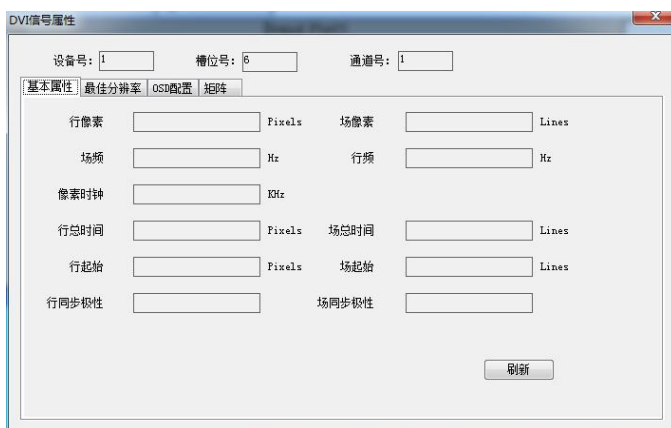 DVI信号属性
设备号: 1 槽位号: 6 通道号: 1
基本属性 最佳分辨率 OSD配置 矩阵
行像素 Pixels 场像素 Lines
场频 Hz 行频 Hz
像素时钟 KHz
行总时间 Pixels 场总时间 Lines
行起始 Pixels 场起始 Lines
行同步极性 场同步极性
刷新